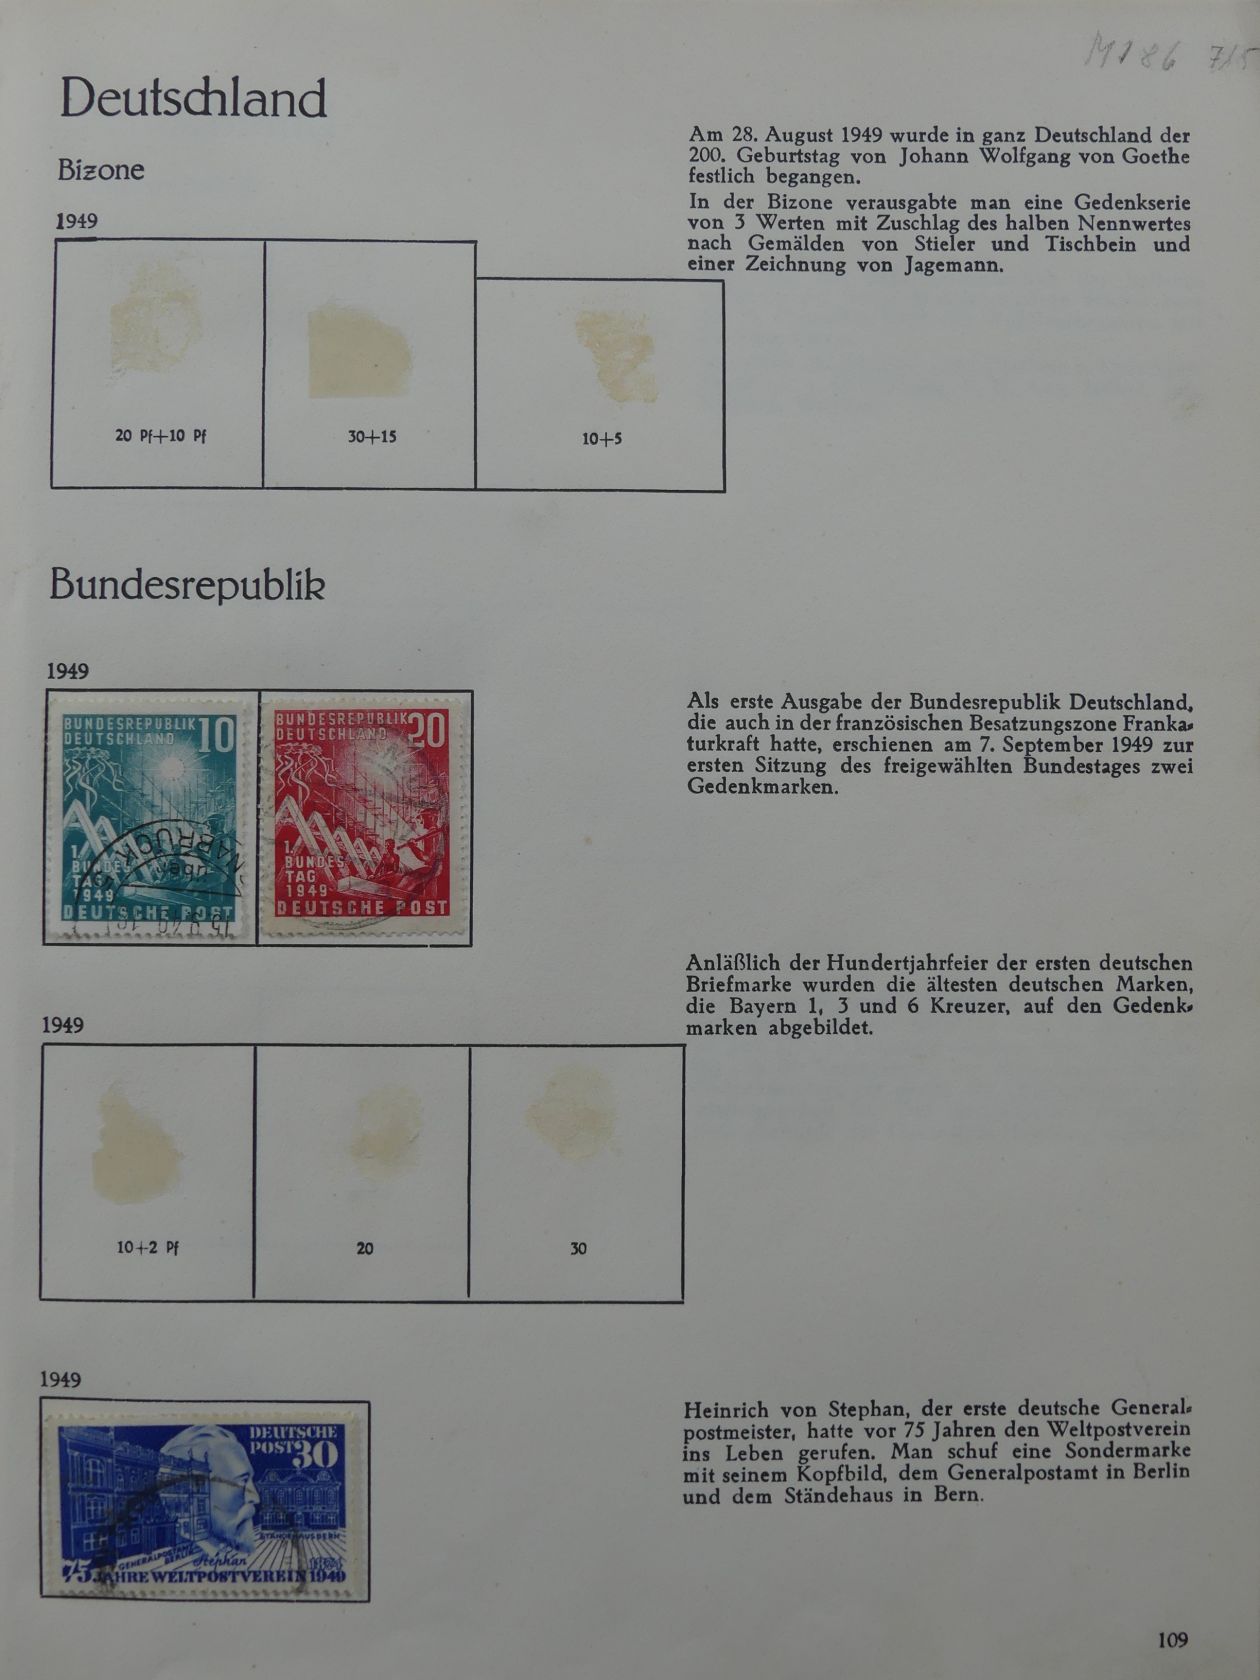 M186 715
Deutschland
Bizone
1949
Am 28. August 1949 wurde in ganz Deutschland der
200. Geburtstag von Johann Wolfgang von Goethe
festlich begangen.
In der Bizone verausgabte man eine Gedenkserie
von 3 Werten mit Zuschlag des halben Nennwertes
nach Gemälden von Stieler und Tischbein und
einer Zeichnung von Jagemann.
20 Pf+10 Pf
30+15
10+5
Bundesrepublik
1949
BUNDESREPUBLIK 10
DEUTSCHLAND
1.
BUNDES
TAG
1949
DEUTSCHE POST
BUNDESREPUBLIK 20
DEUTSCHLAND
1.
BUNDES
TAG
1949
DEUTSCHE POST
Als erste Ausgabe der Bundesrepublik Deutschland,
die auch in der französischen Besatzungszone Franka-
turkraft hatte, erschienen am 7. September 1949 zur
ersten Sitzung des freigewählten Bundestages zwei
Gedenkmarken.
Anläßlich der Hundertjahrfeier der ersten deutschen
Briefmarke wurden die ältesten deutschen Marken,
die Bayern 1, 3 und 6 Kreuzer, auf den Gedenk-
marken abgebildet.
1949
10+2 Pf
20
30
1949
DEUTSCHE
POST 30
STÄNDEHAUS BERN
GENERALPOSTAMT
BERLIN
Stephan
1874
75 JAHRE WELTPOSTVEREIN 1949
Heinrich von Stephan, der erste deutsche General-
postmeister, hatte vor 75 Jahren den Weltpostverein
ins Leben gerufen. Man schuf eine Sondermarke
mit seinem Kopfbild, dem Generalpostamt in Berlin
und dem Ständehaus in Bern.
109